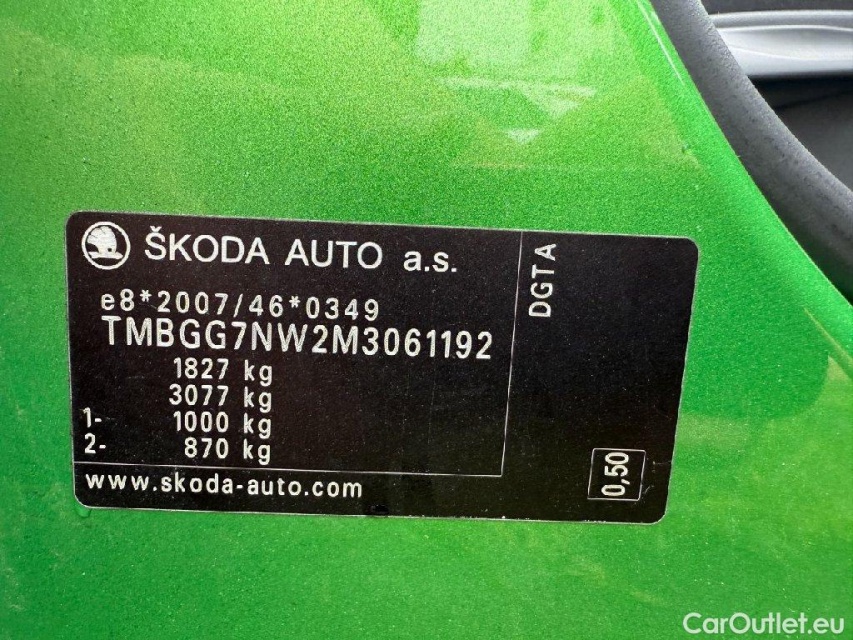 ŠKODA AUTO a.s.
e8*2007/46*0349
TMBGG7NW2M3061192
1827 kg
3077 kg
1- 1000 kg
2- 870 kg
www.skoda-auto.com
DGTA
0,50
CarOutlet.eu